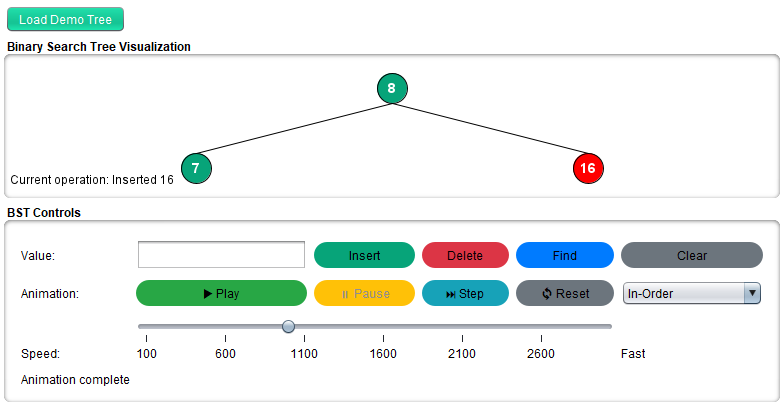 Load Demo Tree
Binary Search Tree Visualization
8
7 16
Current operation: Inserted 16
BST Controls
Value: Insert Delete Find Clear
Animation: Play Pause Step Reset In-Order
Speed: 100 600 1100 1600 2100 2600 Fast
Animation complete